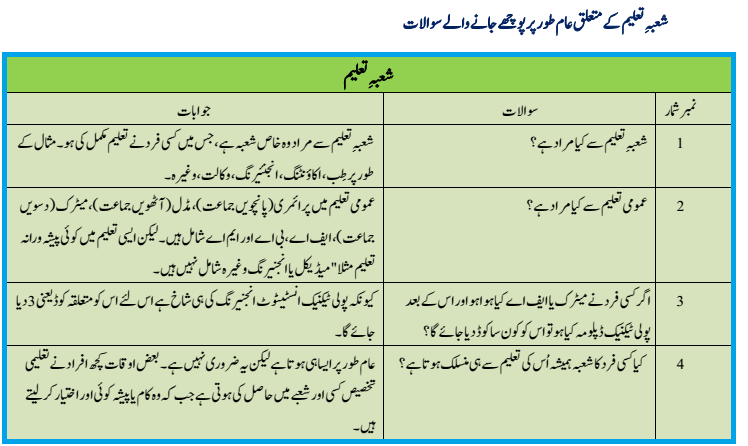 شعبہِ تعلیم کے متعلق عام طور پر پوچھے جانے والے سوالات
شعبہِ تعلیم
نمبر شمار سوالات جوابات
1 شعبہِ تعلیم سے کیا مراد ہے؟ شعبہِ تعلیم سے مراد وہ خاص شعبہ ہے، جس میں کسی فرد نے تعلیم مکمل کی ہو۔ مثال کے
طور پر طِب، اکاؤنٹنگ، انجئیرنگ، وکالت، وغیرہ۔
2 عمومی تعلیم سے کیا مراد ہے؟ عمومی تعلیم میں پرائمری (پانچویں جماعت)، مڈل (آٹھویں جماعت)، میٹرک (دسویں
جماعت)، ایف اے، بی اے اور ایم اے شامل ہیں۔ لیکن ایسی تعلیم میں کوئی پیشہ ورانہ
تعلیم مثلا" میڈیکل یا انجنیرنگ وغیرہ شامل نہیں ہیں۔
3 اگر کسی فرد نے میٹرک یا ایف اے کیا ہوا ہو اور اس کے بعد کیونکہ پولی ٹیکنیک انسٹیٹوٹ انجنیرنگ کی ہی شاخ ہے اس لئے اس کو متعلقہ کوڈ یعنی 3 دیا
پولی ٹیکنیک ڈپلومہ کیا ہو تو اس کو کون سا کوڈ دیا جائے گا؟ جائے گا۔
4 کیا کسی فرد کا شعبہ ہمیشہ اُس کی تعلیم سے ہی منسلک ہوتا ہے؟ عام طور پر ایسا ہی ہوتا ہے لیکن یہ ضروری نہیں ہے۔ بعض اوقات کچھ افراد نے تعلیمی
تخصیص کسی اور شعبے میں حاصل کی ہوتی ہے جب کہ وہ کام یا پیشہ کوئی اور اختیار کر لیتے
ہیں۔